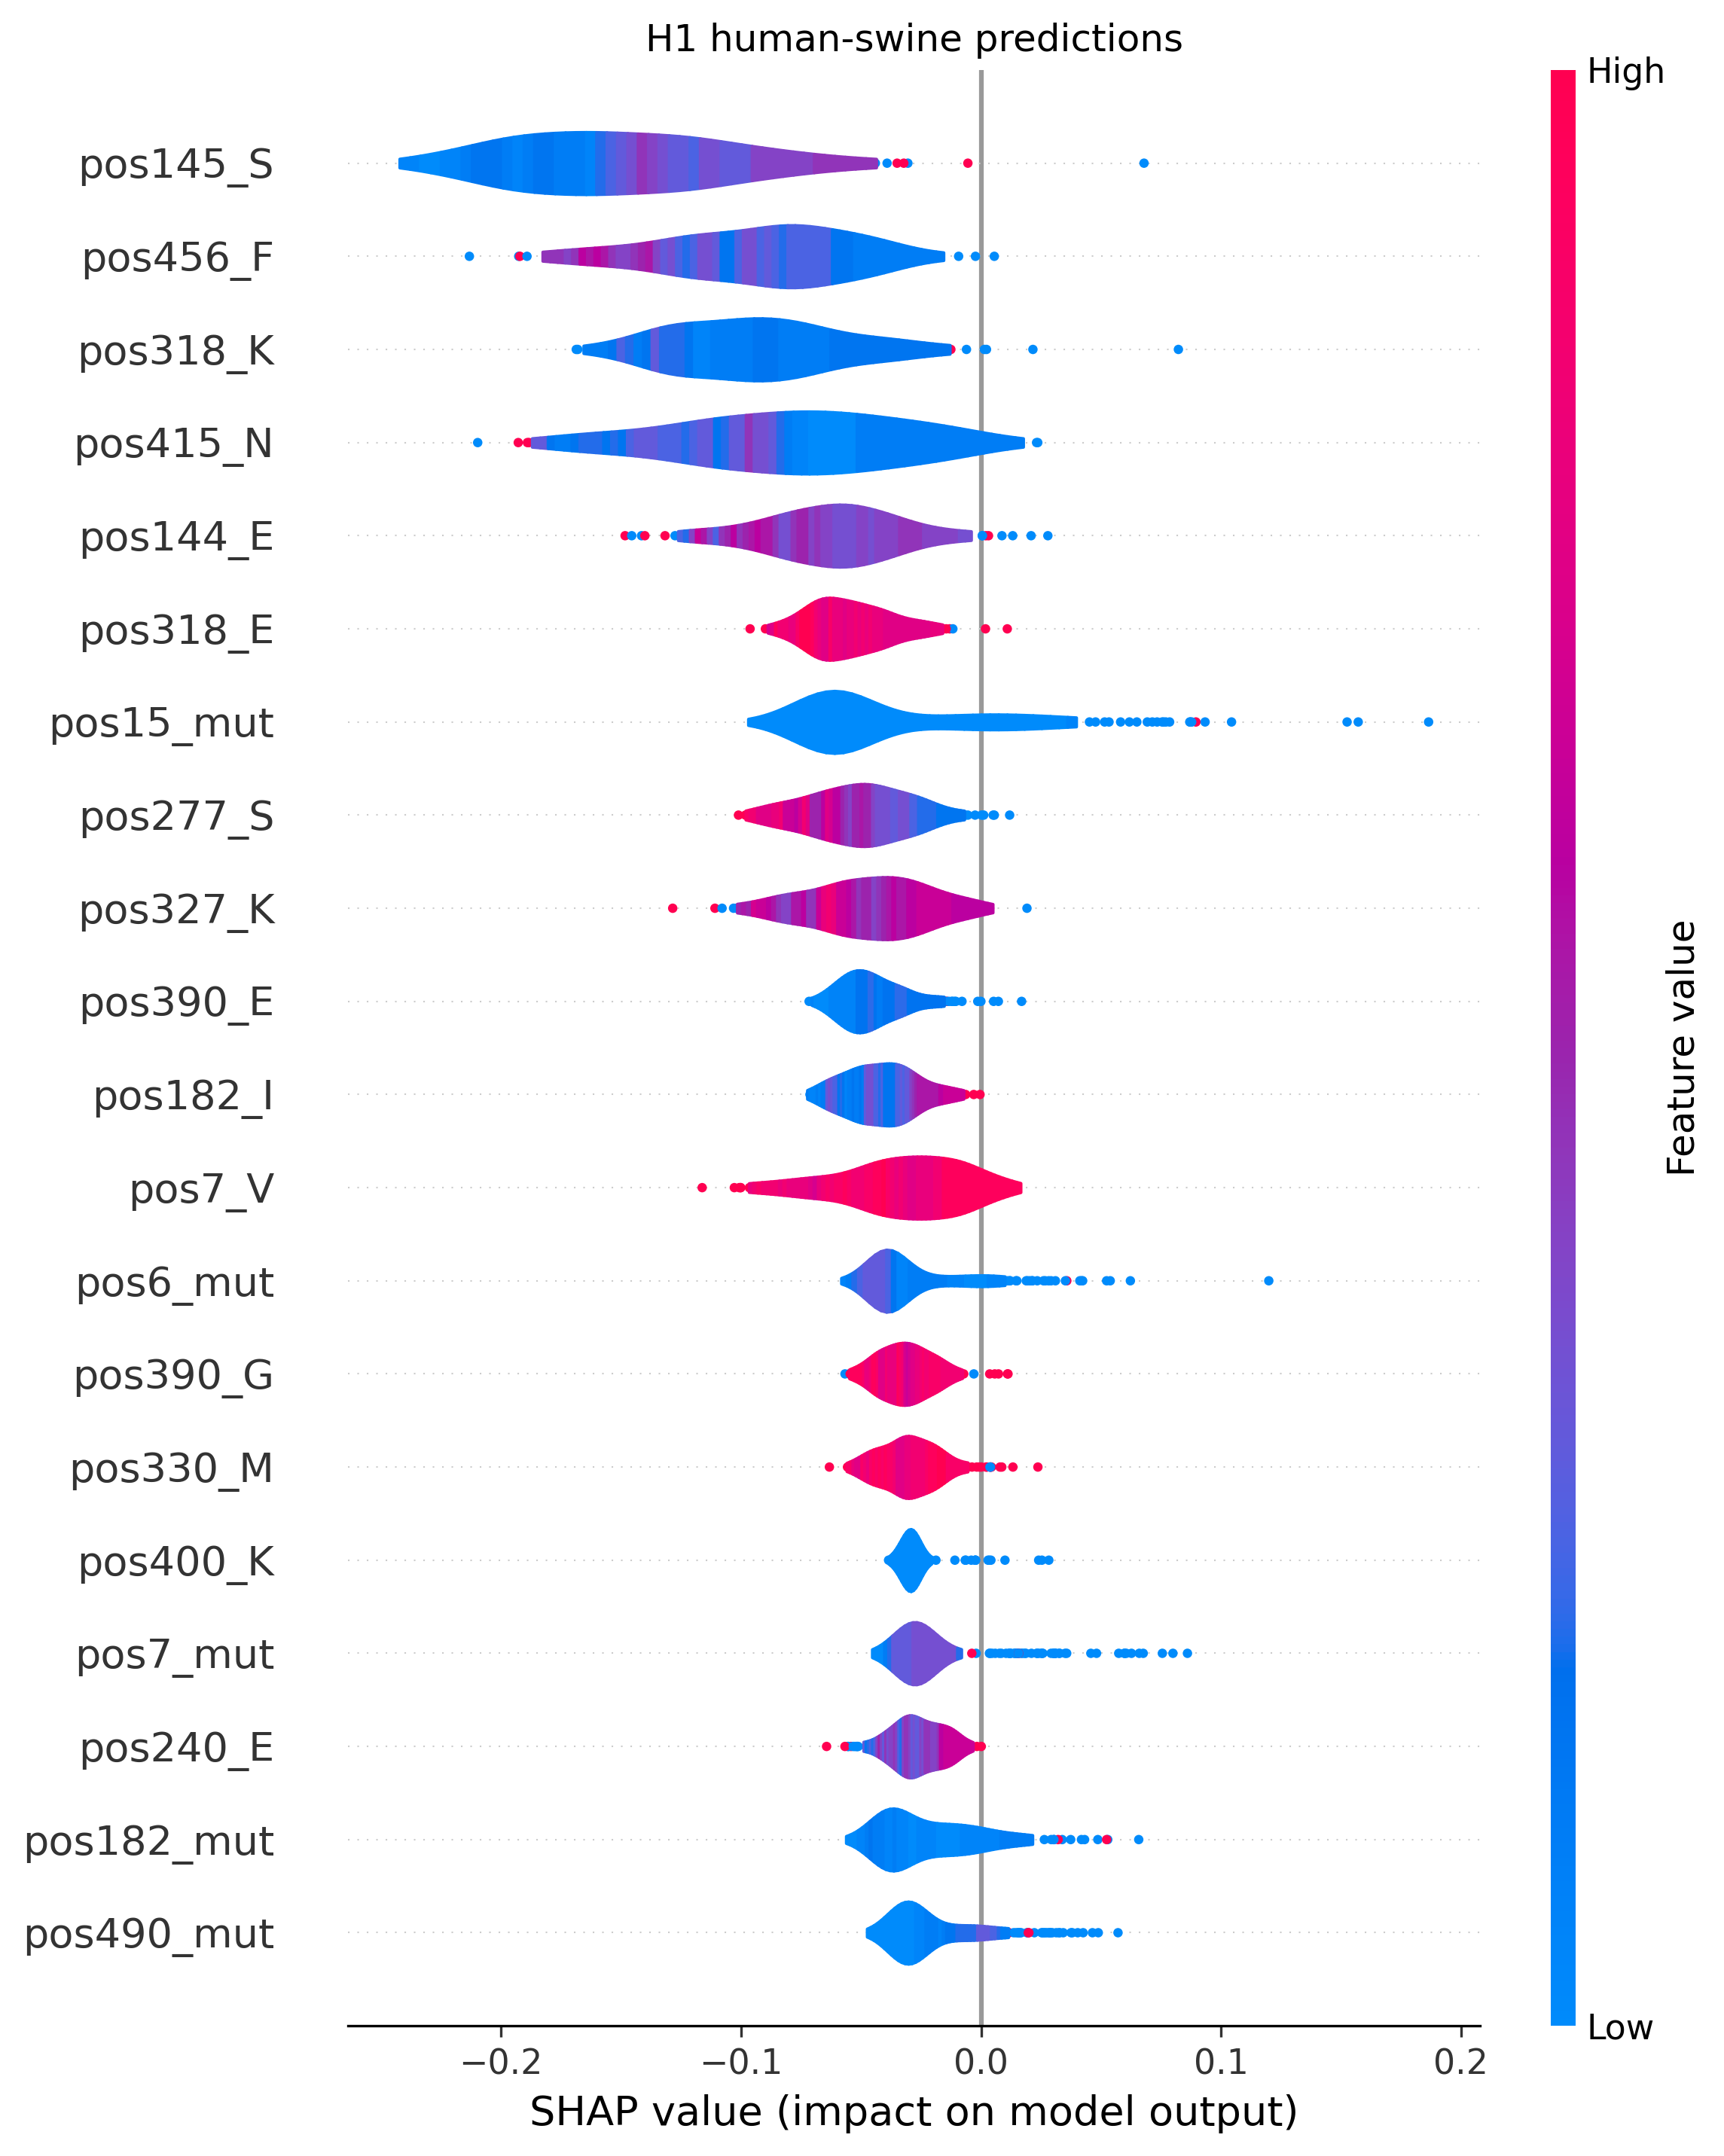 H1 human-swine predictions
High
pos145_S
pos456_F
pos318_K
pos415_N
pos144_E
pos318_E
pos15_mut
pos277_S
pos327_K
pos390_E
pos182_I
pos7_V
pos6_mut
pos390_G
pos330_M
pos400_K
pos7_mut
pos240_E
pos182_mut
pos490_mut
Feature value
Low
−0.2 −0.1 0.0 0.1 0.2
SHAP value (impact on model output)